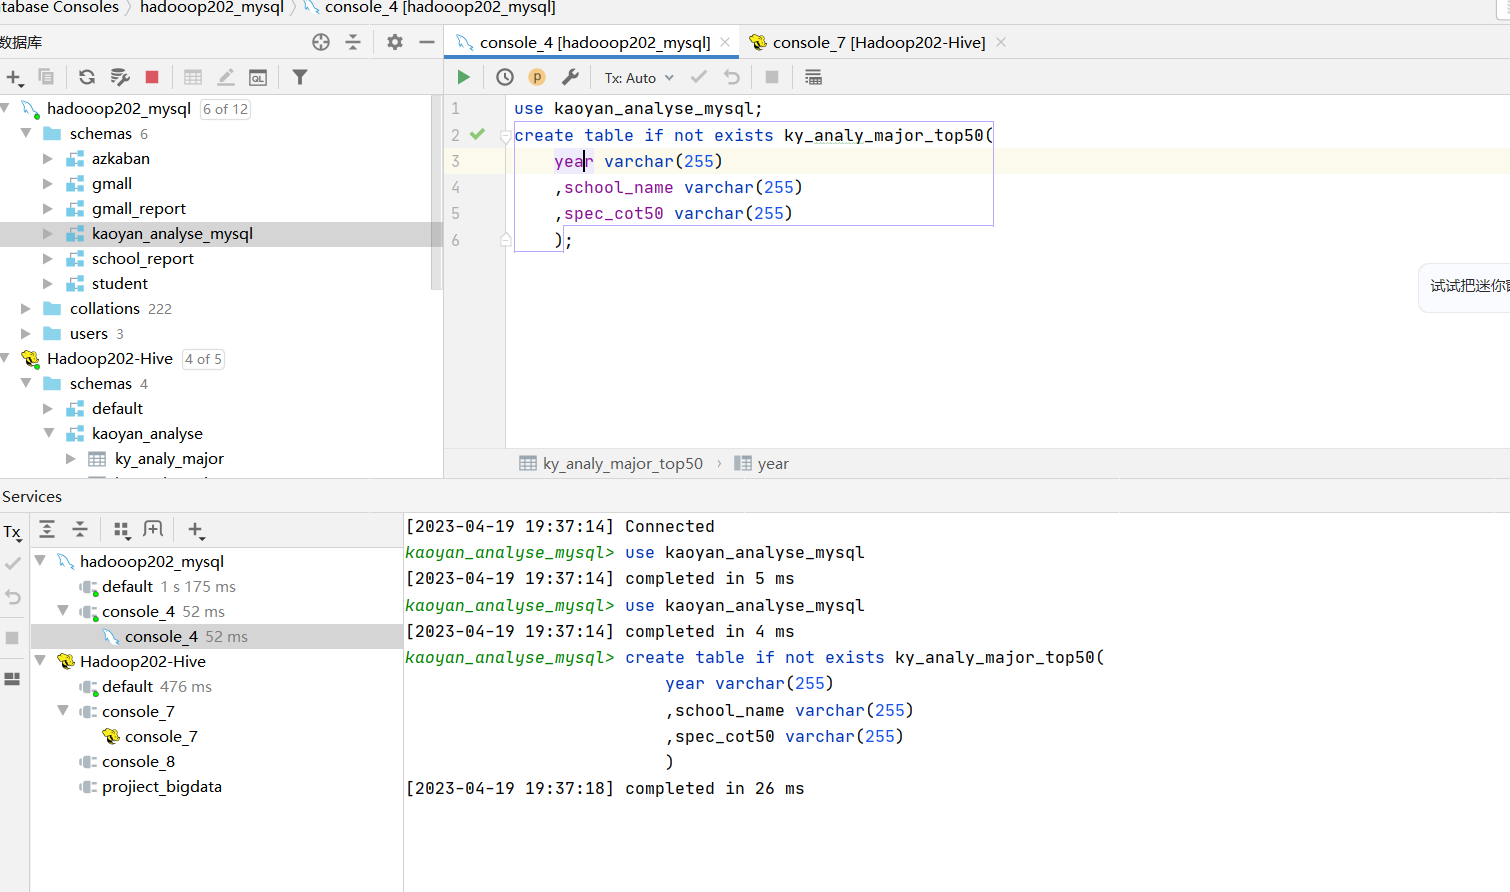 tabase Consoles
hadooop202_mysql
console_4 [hadooop202_mysql]
数据库
console_4 [hadooop202_mysql]
console_7 [Hadoop202-Hive]
QL
p
Tx: Auto
hadooop202_mysql 6 of 12
schemas 6
azkaban
gmall
gmall_report
kaoyan_analyse_mysql
school_report
student
collations 222
users 3
Hadoop202-Hive 4 of 5
schemas 4
default
kaoyan_analyse
ky_analy_major
1 use kaoyan_analyse_mysql;
2 create table if not exists ky_analy_major_top50(
3 year varchar(255)
4 ,school_name varchar(255)
5 ,spec_cot50 varchar(255)
6 );
试试把迷你
ky_analy_major_top50 › year
Services
Tx
hadooop202_mysql
default 1 s 175 ms
console_4 52 ms
console_4 52 ms
Hadoop202-Hive
default 476 ms
console_7
console_7
console_8
projiect_bigdata
[2023-04-19 19:37:14] Connected
kaoyan_analyse_mysql> use kaoyan_analyse_mysql
[2023-04-19 19:37:14] completed in 5 ms
kaoyan_analyse_mysql> use kaoyan_analyse_mysql
[2023-04-19 19:37:14] completed in 4 ms
kaoyan_analyse_mysql> create table if not exists ky_analy_major_top50(
year varchar(255)
,school_name varchar(255)
,spec_cot50 varchar(255)
)
[2023-04-19 19:37:18] completed in 26 ms